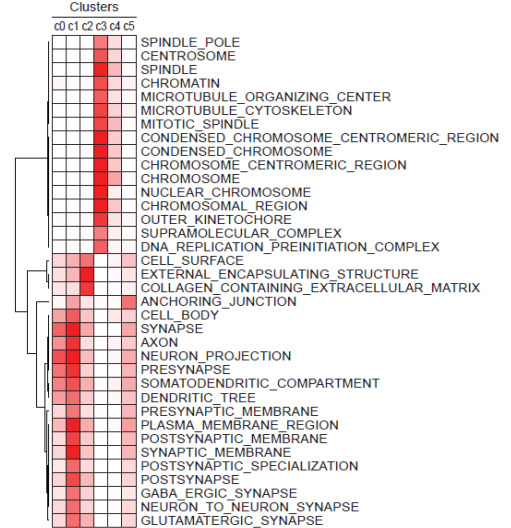 Clusters
c0 c1 c2 c3 c4 c5
SPINDLE_POLE
CENTROSOME
SPINDLE
CHROMATIN
MICROTUBULE_ORGANIZING_CENTER
MICROTUBULE_CYTOSKELETON
MITOTIC_SPINDLE
CONDENSED_CHROMOSOME_CENTROMERIC_REGION
CONDENSED_CHROMOSOME
CHROMOSOME_CENTROMERIC_REGION
CHROMOSOME
NUCLEAR_CHROMOSOME
CHROMOSOMAL_REGION
OUTER_KINETOCHORE
SUPRAMOLECULAR_COMPLEX
DNA_REPLICATION_PREINITIATION_COMPLEX
CELL_SURFACE
EXTERNAL_ENCAPSULATING_STRUCTURE
COLLAGEN_CONTAINING_EXTRACELLULAR_MATRIX
ANCHORING_JUNCTION
CELL_BODY
SYNAPSE
AXON
NEURON_PROJECTION
PRESYNAPSE
SOMATODENDRITIC_COMPARTMENT
DENDRITIC_TREE
PRESYNAPTIC_MEMBRANE
PLASMA_MEMBRANE_REGION
POSTSYNAPTIC_MEMBRANE
SYNAPTIC_MEMBRANE
POSTSYNAPTIC_SPECIALIZATION
POSTSYNAPSE
GABA_ERGIC_SYNAPSE
NEURON_TO_NEURON_SYNAPSE
GLUTAMATERGIC_SYNAPSE